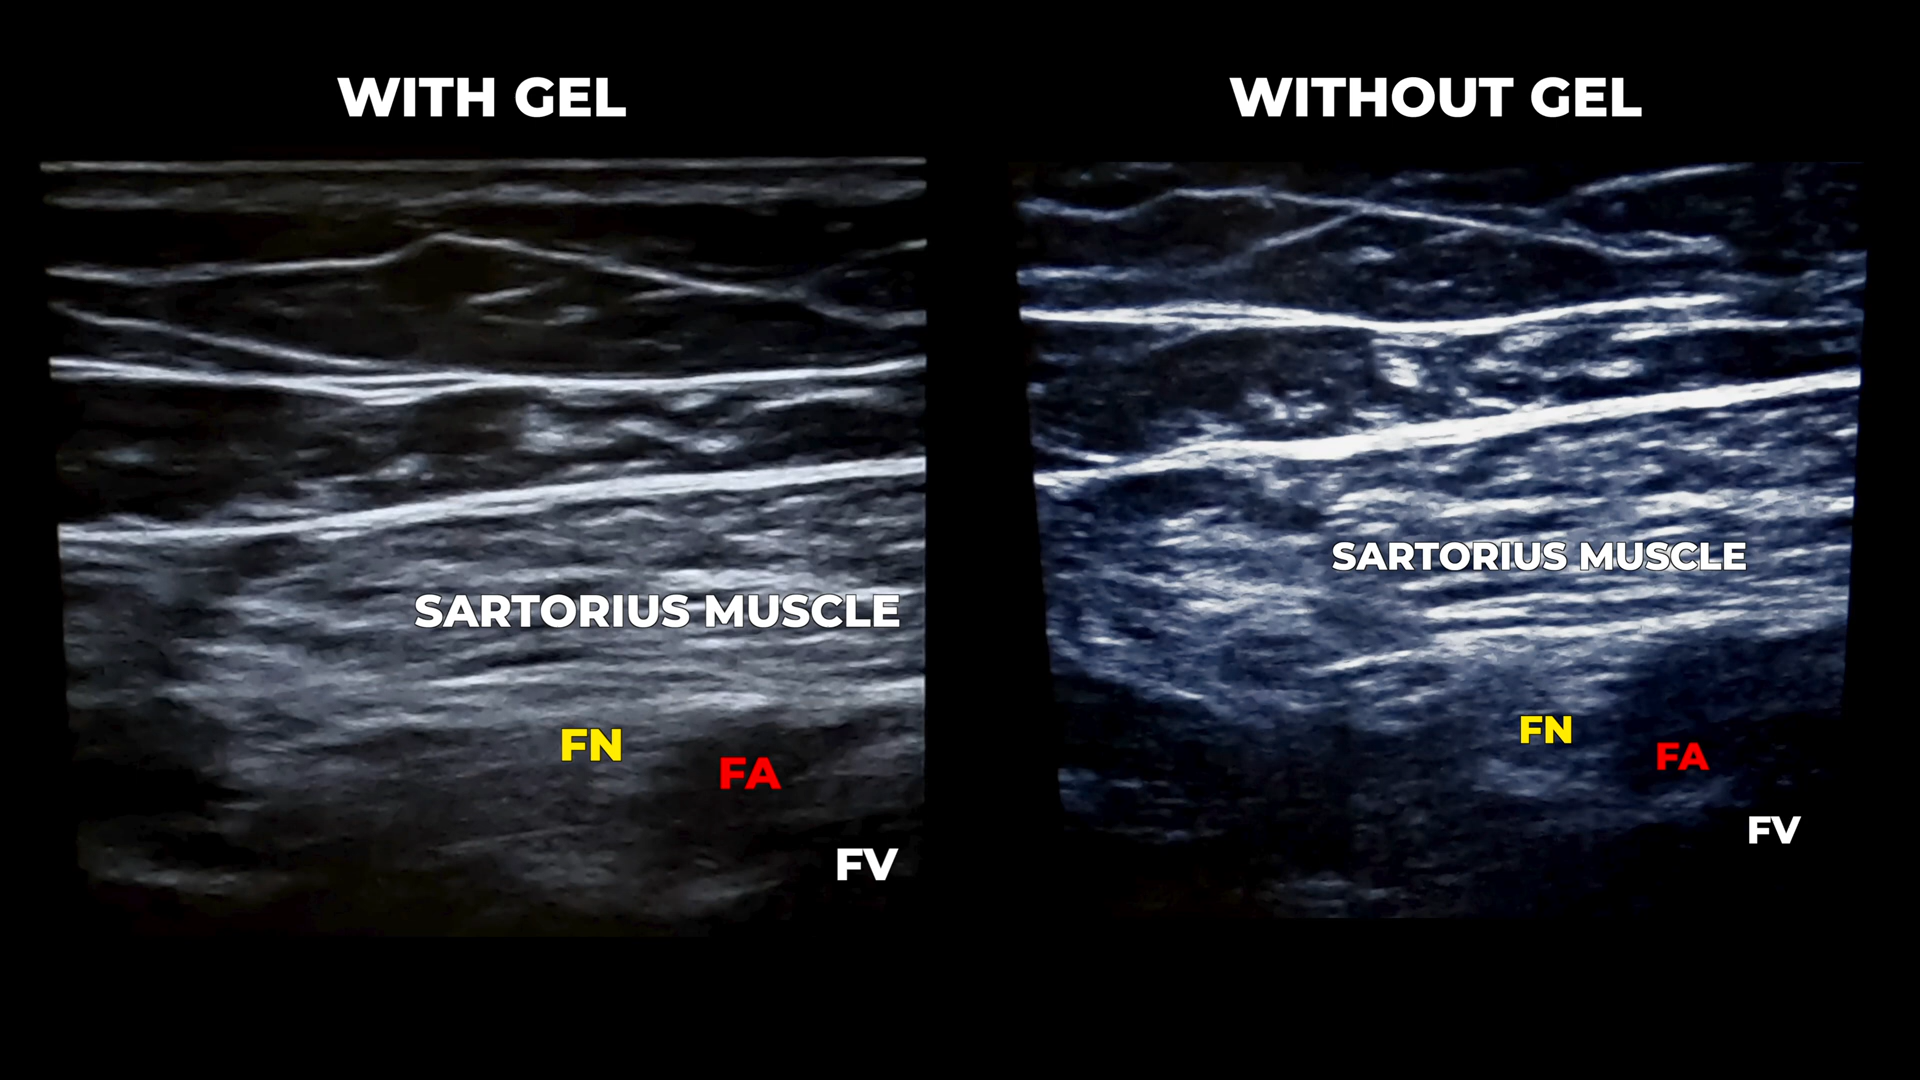 WITH GEL
SARTORIUS MUSCLE
FN
FA
FV
WITHOUT GEL
SARTORIUS MUSCLE
FN
FA
FV